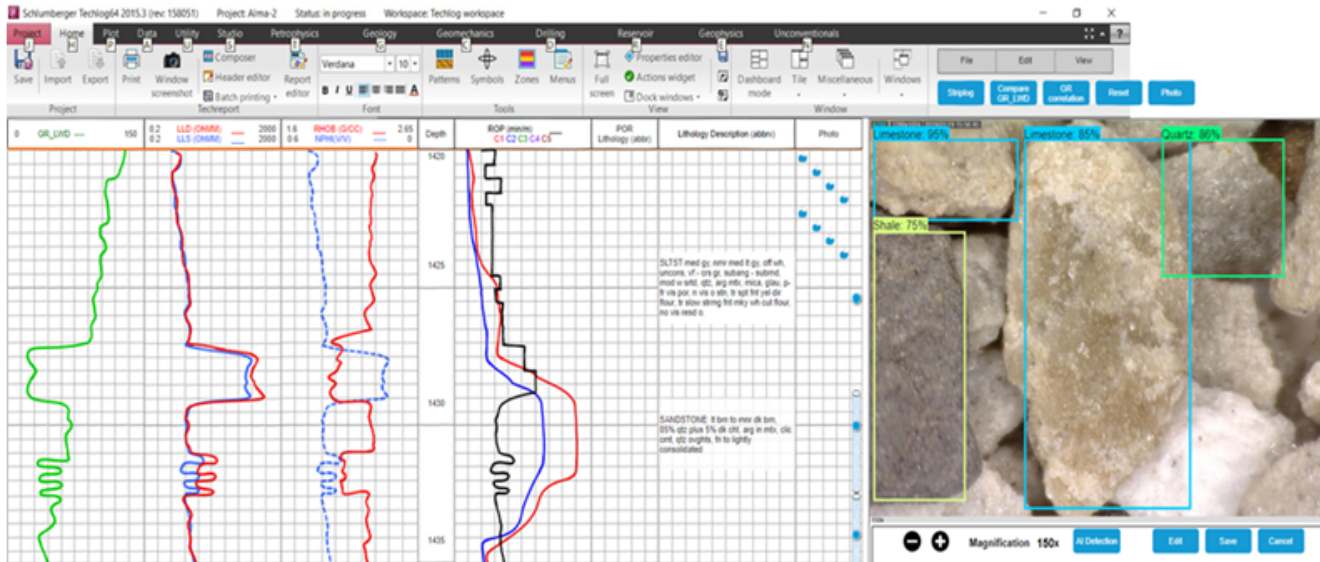 Schlumberger Techlog64 2015.3 (rev: 158051) Project: Alma-2 Status: in progress Workspace: Techlog workspace
Project Home Plot Data Utility Studio Petrophysics Geology Geomechanics Drilling Reservoir Geophysics Unconventionals
Save Import Export Print Window screenshot
Composer
Header editor
Batch printing
Report editor
Verdana 10
B I U A
Patterns Symbols Zones Menus
Full screen
Properties editor
Actions widget
Dock windows
Dashboard mode Tile Miscellaneous Windows
Project Techreport Font Tools View Window
File Edit View
Striplog Compare GR_LWD GR correlation Reset Photo
0 GR_LWD 150
0.2 LLD (OHMM) 2000
0.2 LLS (OHMM) 2000
1.6 RHOB (G/CC) 2.65
0.6 NPHI(V/V) 0
Depth
ROP (min/m)
C1 C2 C3 C4 C5
POR
Lithology (abbr)
Lithology Description (abbrv)
Photo
1420
1425
1430
1435
SLTST med gy, nmr med lt gy, off wh,
uncons, vf - crs gr, subang - subrnd,
mod w srtd, qtz, arg mtx, mica, glau, p-
fr vis por, n vis o stn, tr spt fnt yel dir
flour, tr slow strmg fnt mky wh cut flour,
no vis resd o.
SANDSTONE: lt brn to mnr dk brn,
85% qtz plus 5% dk cht, arg in mtx, clic
cmt, qtz ovghts, fri to lightly
consolidated
Limestone: 95%
Limestone: 85%
Quartz: 86%
Shale: 75%
Magnification 150x AI Detection Edit Save Cancel